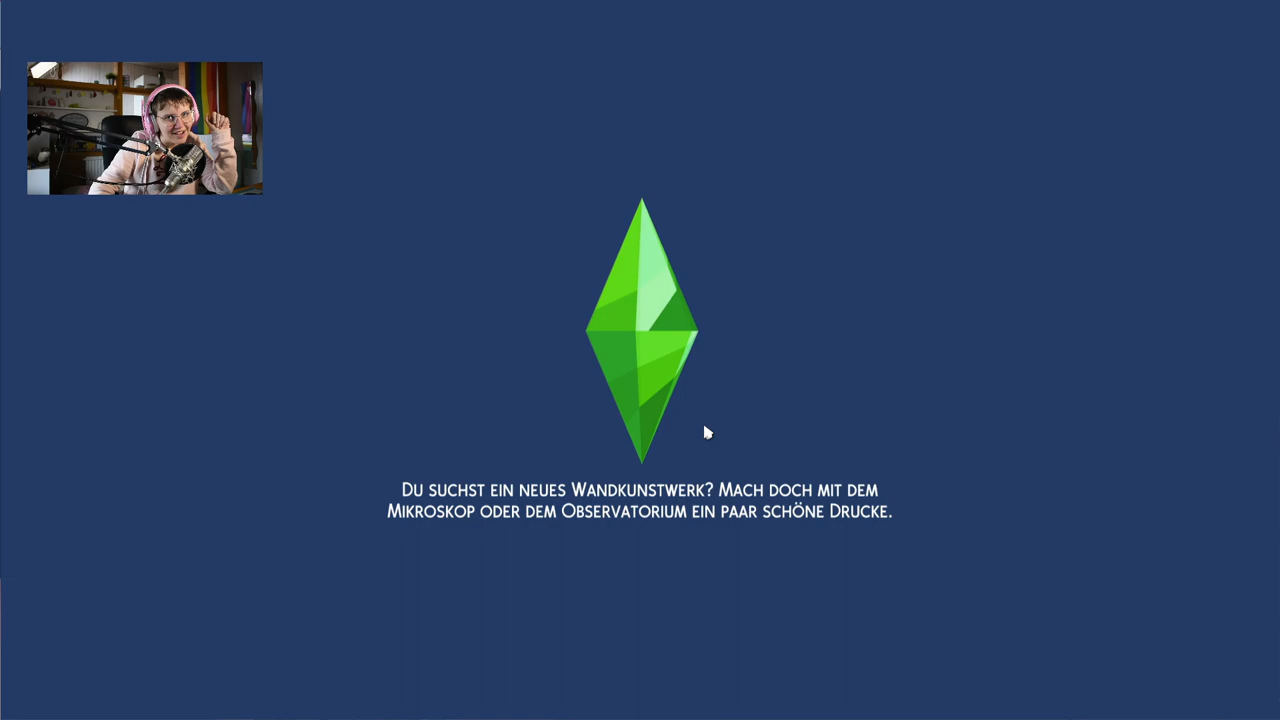 Du suchst ein neues Wandkunstwerk? Mach doch mit dem
Mikroskop oder dem Observatorium ein paar schöne Drucke.